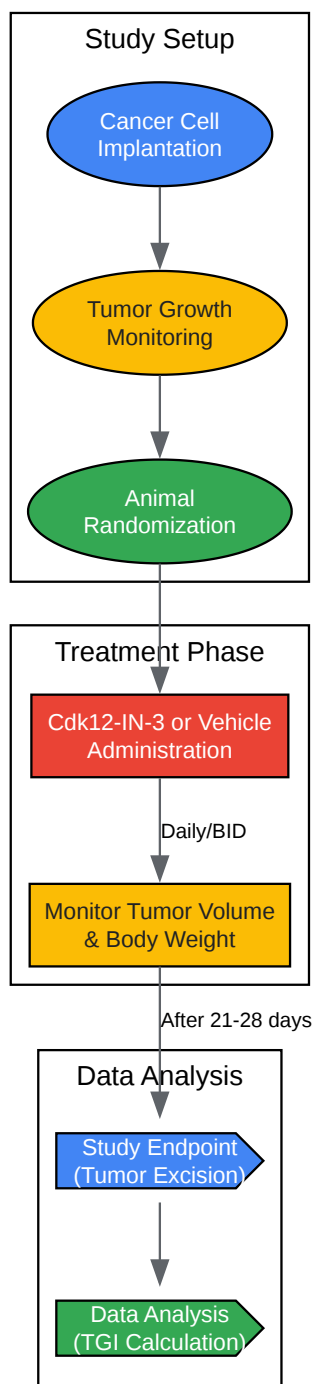 Study Setup
Cancer Cell
Implantation
Tumor Growth
Monitoring
Animal
Randomization
Treatment Phase
Cdk12-IN-3 or Vehicle
Administration
Daily/BID
Monitor Tumor Volume
& Body Weight
After 21-28 days
Data Analysis
Study Endpoint
(Tumor Excision)
Data Analysis
(TGI Calculation)